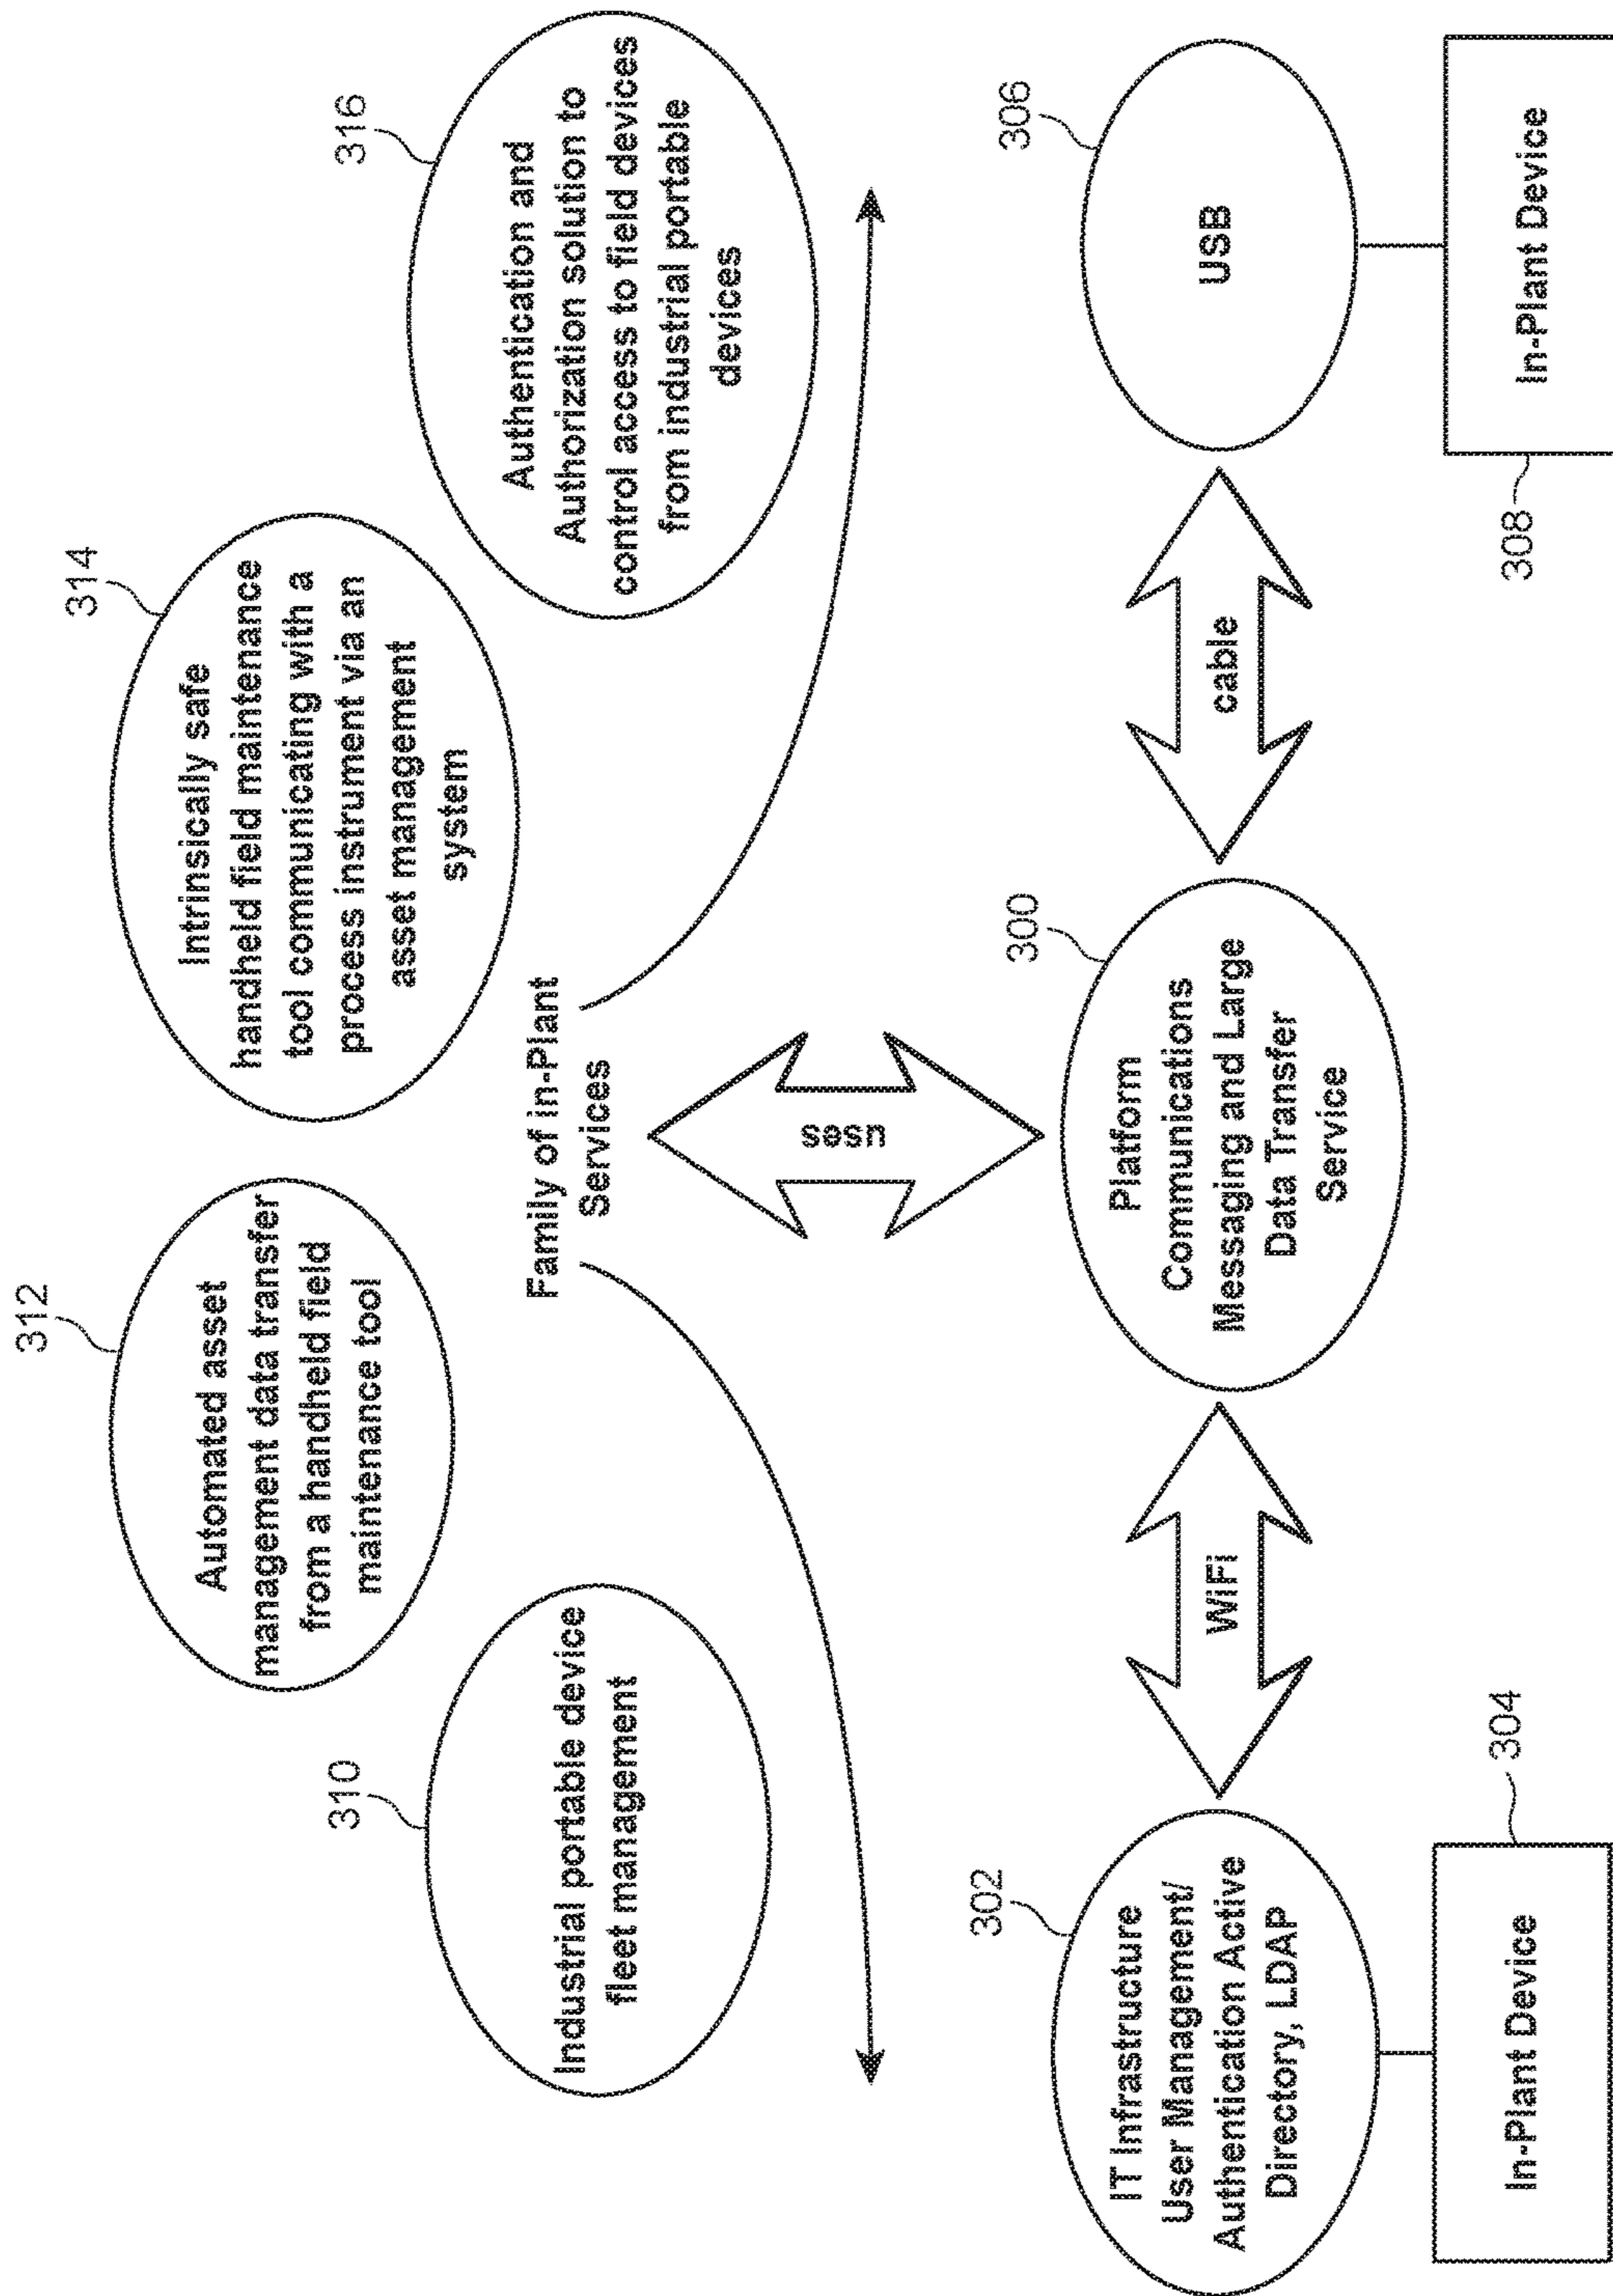 312
Automated asset
management data transfer
from a handheld field
maintenance tool
314
Intrinsically safe
handheld field maintenance
tool communicating with a
process instrument via an
asset management
system
310
Industrial portable device
fleet management
316
Authentication and
Authorization solution to
control access to field devices
from industrial portable
devices
Family of in-Plant
Services
uses
302
IT Infrastructure
User Management/
Authentication Active
Directory, LDAP
WiFi
300
Platform
Communications
Messaging and Large
Data Transfer
Service
cable
306
USB
304
In-Plant Device
308
In-Plant Device